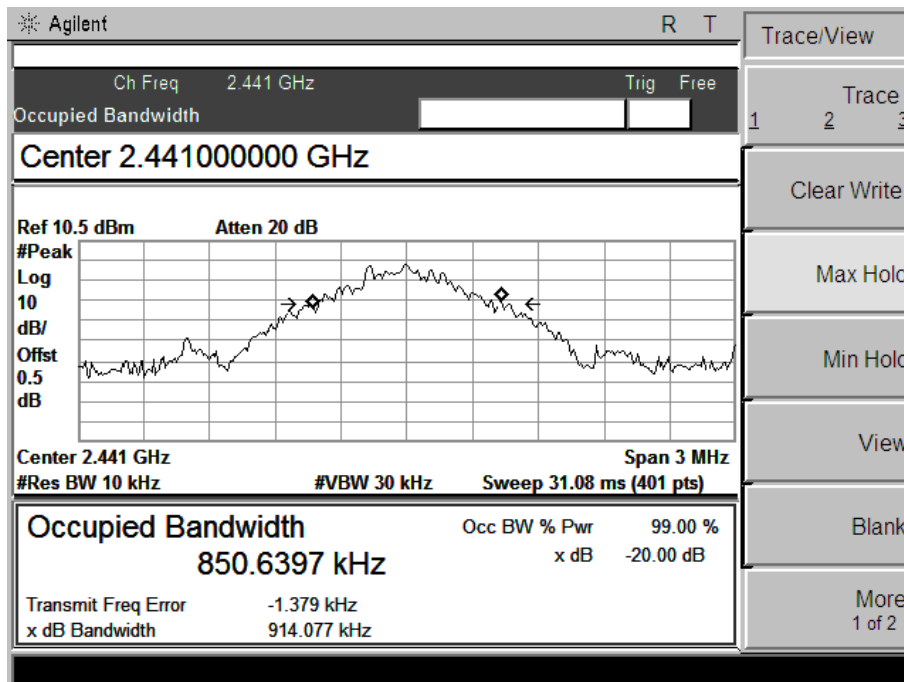 Agilent R T
Trace/View
Ch Freq 2.441 GHz Trig Free
Occupied Bandwidth
Trace
1 2 3
Center 2.441000000 GHz
Clear Write
Ref 10.5 dBm Atten 20 dB
#Peak
Log
10
dB/
Offst
0.5
dB
Max Hold
Min Hold
Center 2.441 GHz Span 3 MHz
#Res BW 10 kHz #VBW 30 kHz Sweep 31.08 ms (401 pts)
View
Occupied Bandwidth Occ BW % Pwr 99.00 %
850.6397 kHz x dB -20.00 dB
Blank
Transmit Freq Error -1.379 kHz
x dB Bandwidth 914.077 kHz
More
1 of 2